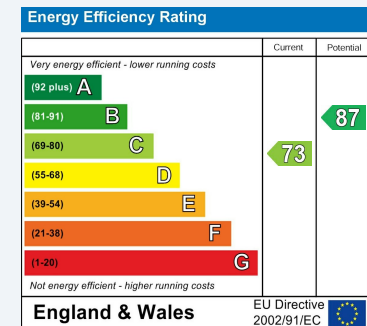 Energy Efficiency Rating
Current Potential
Very energy efficient - lower running costs
(92 plus) A
(81-91) B
87
(69-80) C
73
(55-68) D
(39-54) E
(21-38) F
(1-20) G
Not energy efficient - higher running costs
England & Wales
EU Directive
2002/91/EC